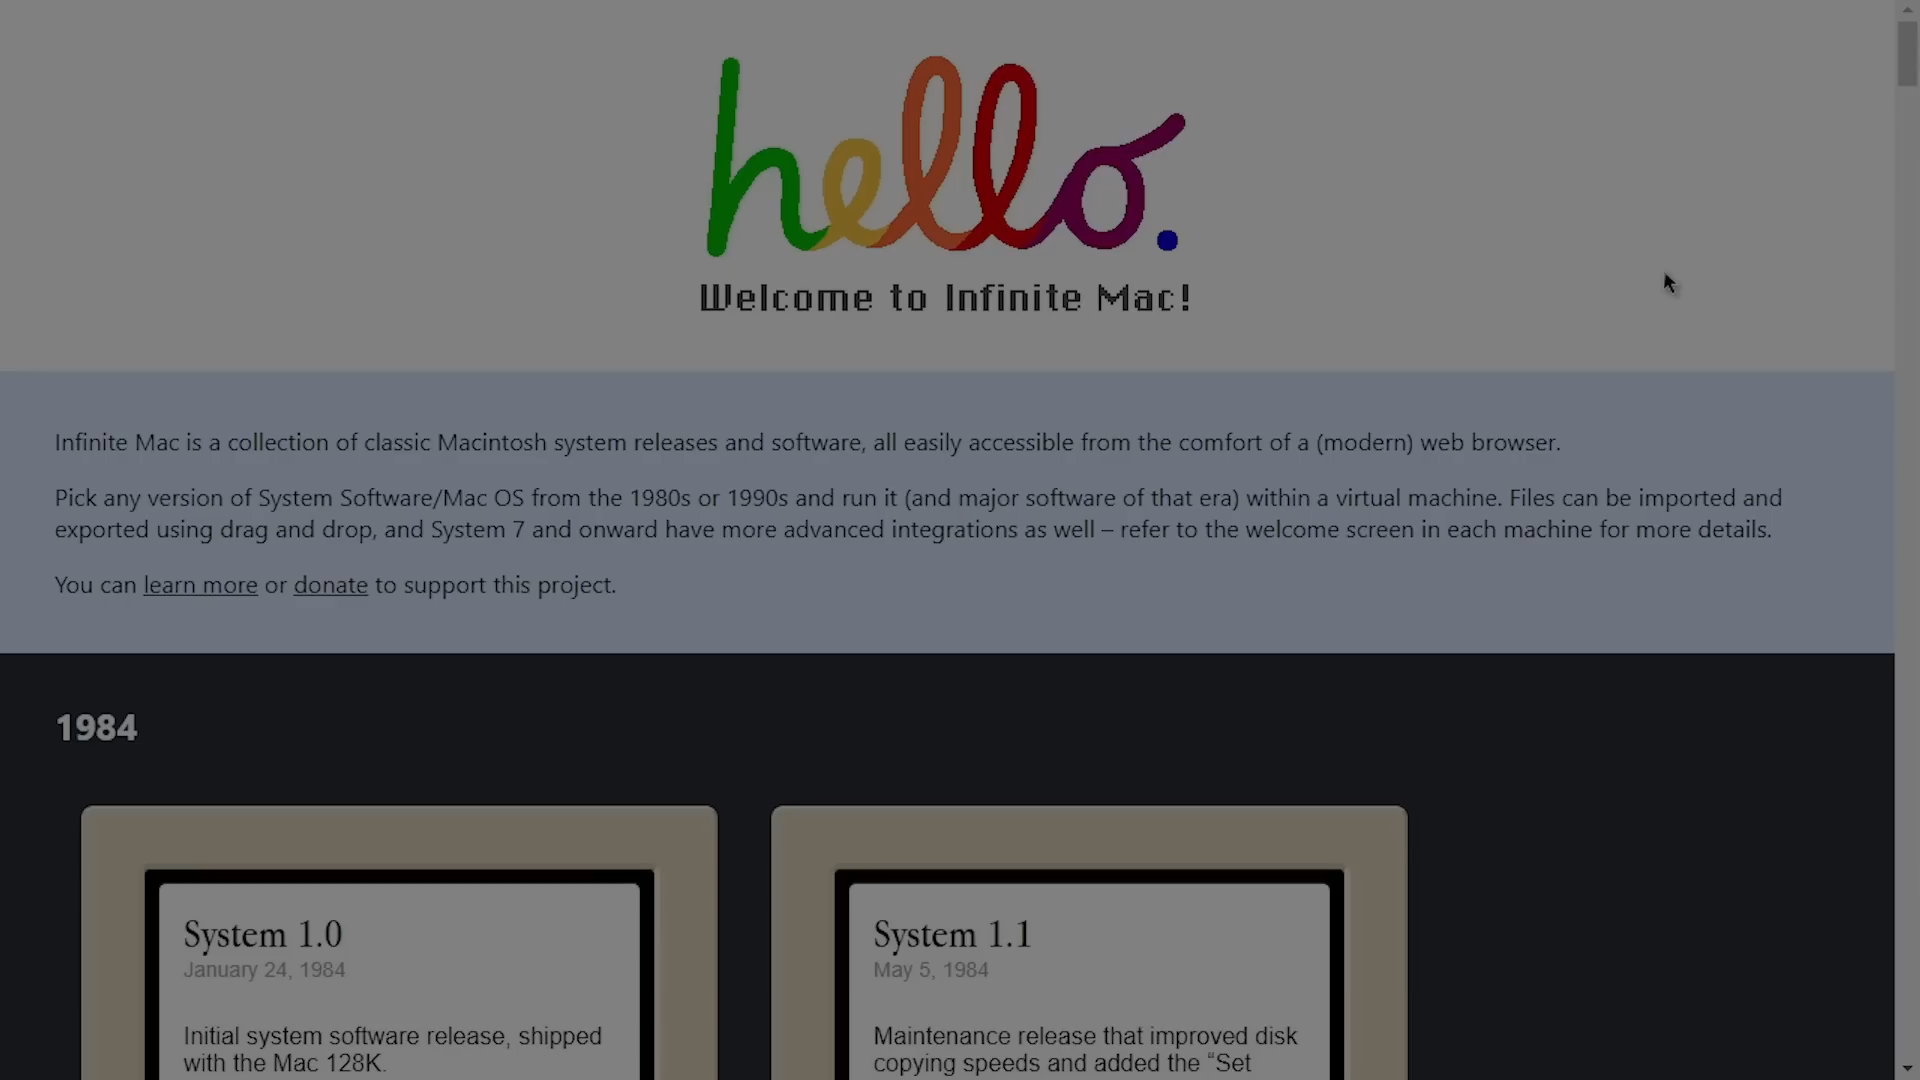 hello.
Welcome to Infinite Mac!
Infinite Mac is a collection of classic Macintosh system releases and software, all easily accessible from the comfort of a (modern) web browser.
Pick any version of System Software/Mac OS from the 1980s or 1990s and run it (and major software of that era) within a virtual machine. Files can be imported and
exported using drag and drop, and System 7 and onward have more advanced integrations as well – refer to the welcome screen in each machine for more details.
You can learn more or donate to support this project.
1984
System 1.0
January 24, 1984
Initial system software release, shipped
with the Mac 128K.
System 1.1
May 5, 1984
Maintenance release that improved disk
copying speeds and added the “Set